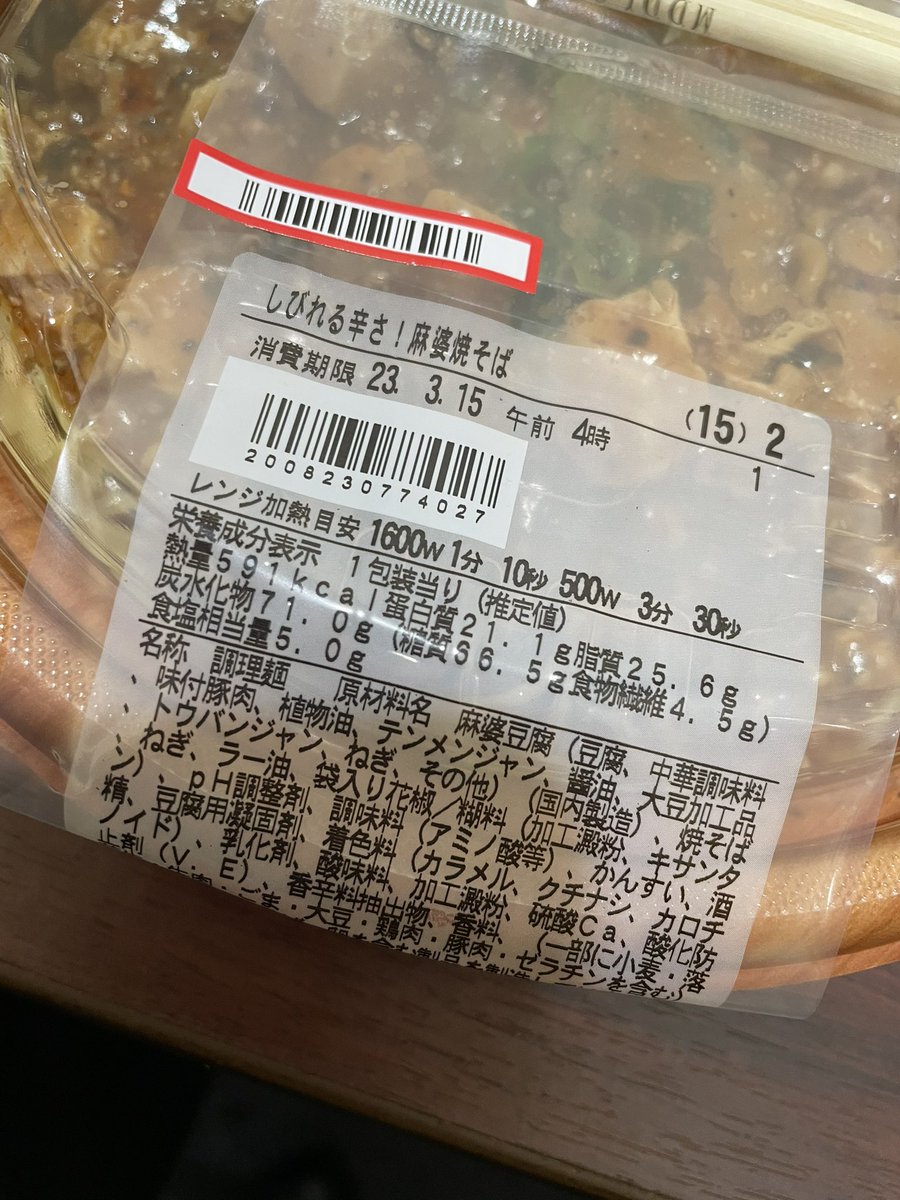 しびれる辛さ!麻婆焼そば
消費期限 23. 3.15 午前 4時
(15) 2
1
2008230774027
レンジ加熱目安 1600W 1分 10秒 500W 3分 30秒
栄養成分表示 1包装当り (推定値)
熱量591kcal 蛋白質21.1g 脂質25.6g
炭水化物71.0g (糖質66.5g 食物繊維4.5g)
食塩相当量5.0g
名称 調理麺 原材料名 麻婆豆腐(豆腐、中華調味料
、味付豚肉、植物油、テンメンジャン、醤油、大豆加工品
、トウバンジャン、ねぎ、その他)(国内製造)、焼そば
、ねぎ、ラー油、袋入り花椒/糊料(加工澱粉、キサンタ
ン)、pH調整剤、調味料(アミノ酸等)、かんすい、酒
精、豆腐用凝固剤、着色料(カラメル、クチナシ、カロチ
ノイド)、乳化剤、酸味料、加工澱粉、硫酸Ca、酸化防
止剤(V.E)、香辛料抽出物、香料、(一部に小麦・落
ごま・大豆・鶏肉・豚肉・ゼラチンを含む)